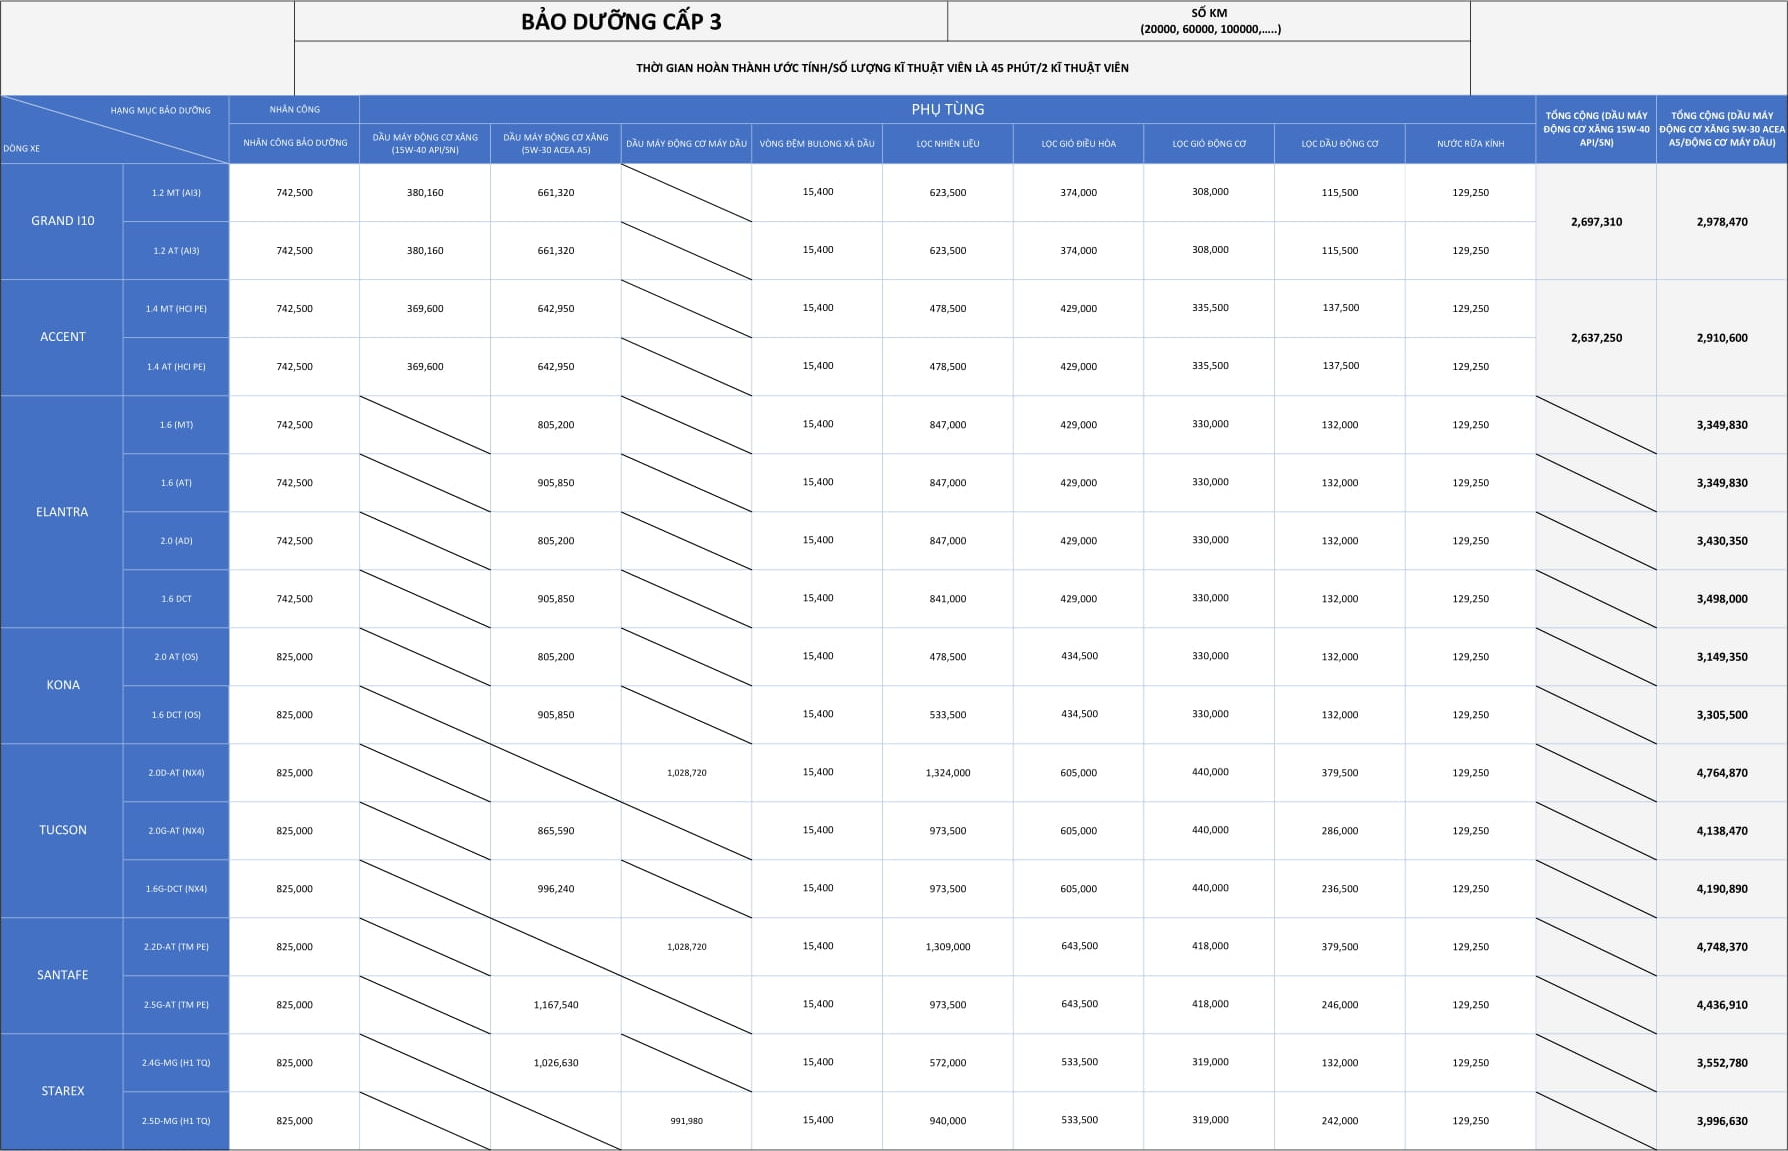 BẢO DƯỠNG CẤP 3
SỐ KM
(20000, 60000, 100000,.....)
THỜI GIAN HOÀN THÀNH ƯỚC TÍNH/SỐ LƯỢNG KĨ THUẬT VIÊN LÀ 45 PHÚT/2 KĨ THUẬT VIÊN
HẠNG MỤC BẢO DƯỠNG
DÒNG XE
NHÂN CÔNG
PHỤ TÙNG
TỔNG CỘNG (DẦU MÁY
ĐỘNG CƠ XĂNG 15W-40
API/SN)
TỔNG CỘNG (DẦU MÁY
ĐỘNG CƠ XĂNG 5W-30 ACEA
A5/ĐỘNG CƠ MÁY DẦU)
NHÂN CÔNG BẢO DƯỠNG
DẦU MÁY ĐỘNG CƠ XĂNG
(15W-40 API/SN)
DẦU MÁY ĐỘNG CƠ XĂNG
(5W-30 ACEA A5)
DẦU MÁY ĐỘNG CƠ MÁY DẦU
VÒNG ĐỆM BULONG XẢ DẦU
LỌC NHIÊN LIỆU
LỌC GIÓ ĐIỀU HÒA
LỌC GIÓ ĐỘNG CƠ
LỌC DẦU ĐỘNG CƠ
NƯỚC RỮA KÍNH
GRAND I10
1.2 MT (AI3) 742,500 380,160 661,320 15,400 623,500 374,000 308,000 115,500 129,250
2,697,310 2,978,470
1.2 AT (AI3) 742,500 380,160 661,320 15,400 623,500 374,000 308,000 115,500 129,250
ACCENT
1.4 MT (HCI PE) 742,500 369,600 642,950 15,400 478,500 429,000 335,500 137,500 129,250
2,637,250 2,910,600
1.4 AT (HCI PE) 742,500 369,600 642,950 15,400 478,500 429,000 335,500 137,500 129,250
ELANTRA
1.6 (MT) 742,500 805,200 15,400 847,000 429,000 330,000 132,000 129,250 3,349,830
1.6 (AT) 742,500 905,850 15,400 847,000 429,000 330,000 132,000 129,250 3,349,830
2.0 (AD) 742,500 805,200 15,400 847,000 429,000 330,000 132,000 129,250 3,430,350
1.6 DCT 742,500 905,850 15,400 841,000 429,000 330,000 132,000 129,250 3,498,000
KONA
2.0 AT (OS) 825,000 805,200 15,400 478,500 434,500 330,000 132,000 129,250 3,149,350
1.6 DCT (OS) 825,000 905,850 15,400 533,500 434,500 330,000 132,000 129,250 3,305,500
TUCSON
2.0D-AT (NX4) 825,000 1,028,720 15,400 1,324,000 605,000 440,000 379,500 129,250 4,764,870
2.0G-AT (NX4) 825,000 865,590 15,400 973,500 605,000 440,000 286,000 129,250 4,138,470
1.6G-DCT (NX4) 825,000 996,240 15,400 973,500 605,000 440,000 236,500 129,250 4,190,890
SANTAFE
2.2D-AT (TM PE) 825,000 1,028,720 15,400 1,309,000 643,500 418,000 379,500 129,250 4,748,370
2.5G-AT (TM PE) 825,000 1,167,540 15,400 973,500 643,500 418,000 246,000 129,250 4,436,910
STAREX
2.4G-MG (H1 TQ) 825,000 1,026,630 15,400 572,000 533,500 319,000 132,000 129,250 3,552,780
2.5D-MG (H1 TQ) 825,000 991,980 15,400 940,000 533,500 319,000 242,000 129,250 3,996,630